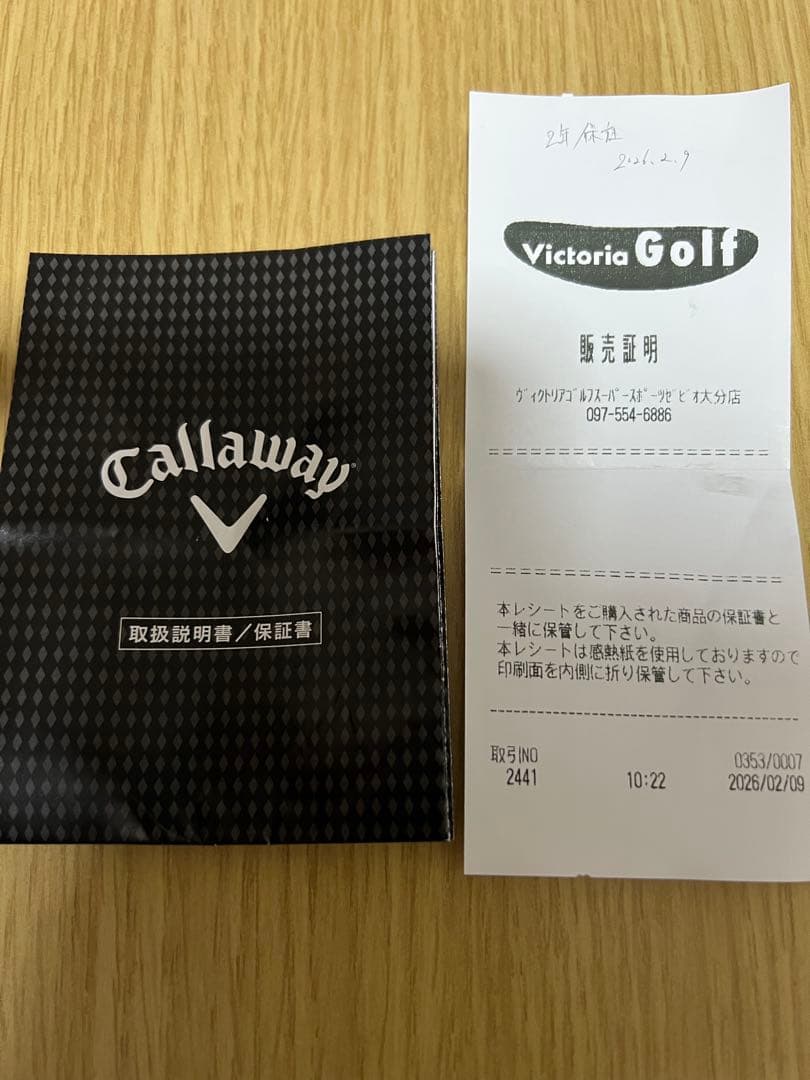 Callaway
取扱説明書／保証書
2年保証
2026.2.9
Victoria Golf
販売証明
ヴィクトリアゴルフスーパースポーツゼビオ大分店
097-554-6886
本レシートをご購入された商品の保証書と
一緒に保管して下さい。
本レシートは感熱紙を使用しておりますので
印刷面を内側に折り保管して下さい。
取引NO 0353/0007
2441 10:22 2026/02/09